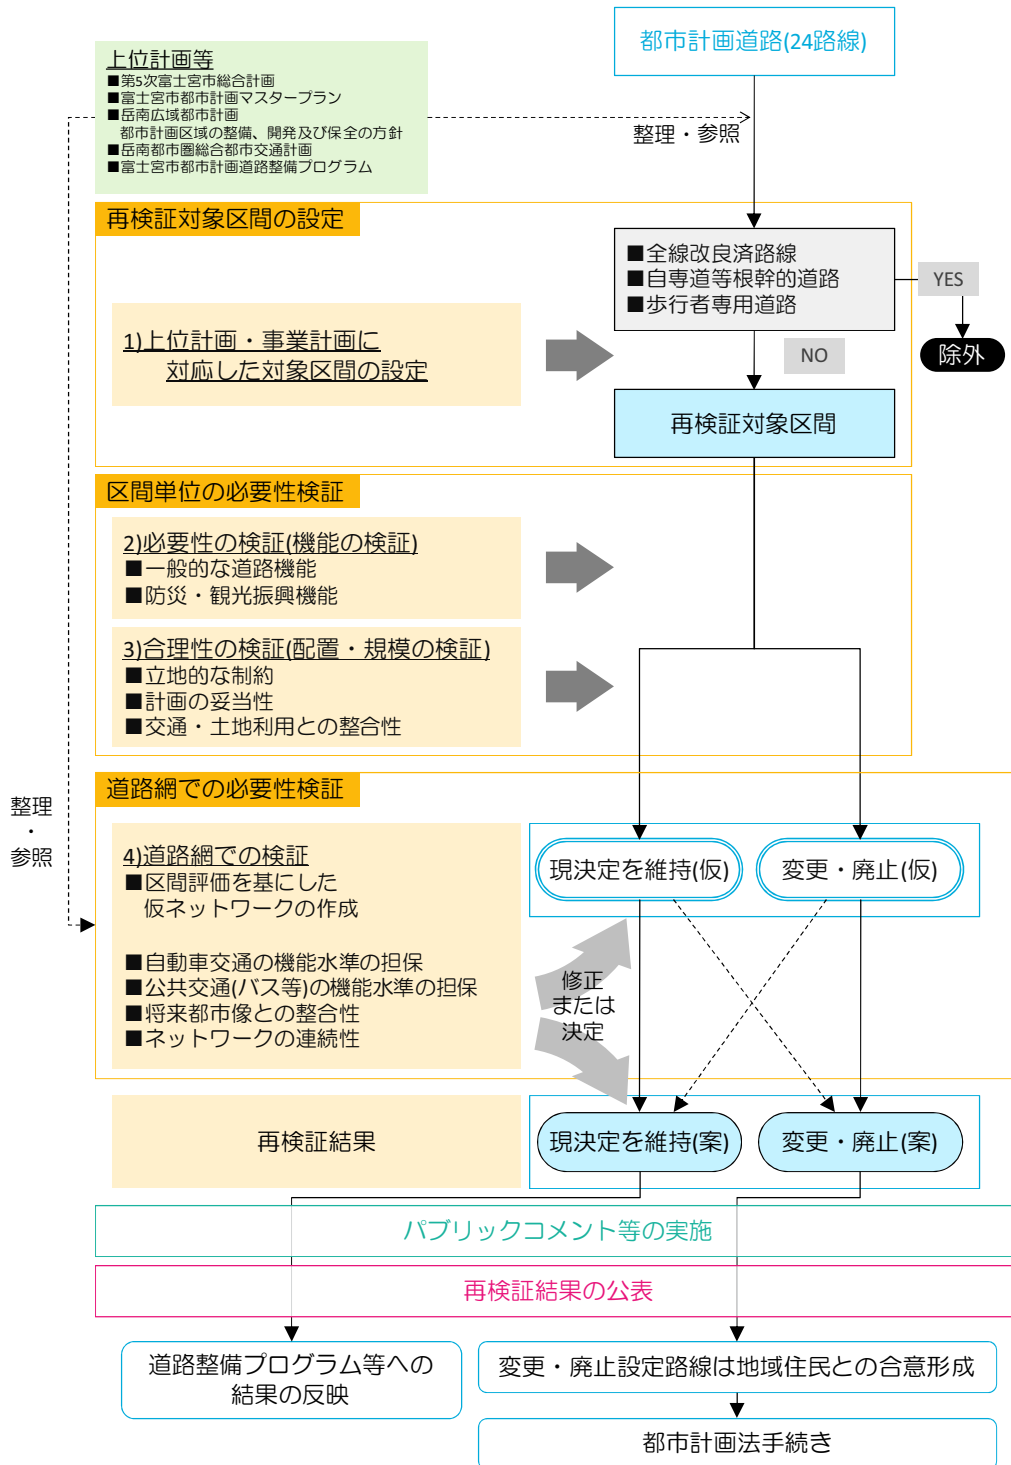 都市計画道路(24路線)
上位計画等
■第5次富士宮市総合計画
■富士宮市都市計画マスタープラン
■岳南広域都市計画
都市計画区域の整備、開発及び保全の方針
■岳南都市圏総合都市交通計画
■富士宮市都市計画道路整備プログラム
整理・参照
再検証対象区間の設定
■全線改良済路線
■自専道等根幹的道路
■歩行者専用道路
YES
除外
1)上位計画・事業計画に
対応した対象区間の設定
NO
再検証対象区間
区間単位の必要性検証
2)必要性の検証(機能の検証)
■一般的な道路機能
■防災・観光振興機能
3)合理性の検証(配置・規模の検証)
■立地的な制約
■計画の妥当性
■交通・土地利用との整合性
整理
・
参照
道路網での必要性検証
4)道路網での検証
■区間評価を基にした
仮ネットワークの作成
■自動車交通の機能水準の担保
■公共交通(バス等)の機能水準の担保
■将来都市像との整合性
■ネットワークの連続性
現決定を維持(仮)
変更・廃止(仮)
修正
または
決定
再検証結果
現決定を維持(案)
変更・廃止(案)
パブリックコメント等の実施
再検証結果の公表
道路整備プログラム等への
結果の反映
変更・廃止設定路線は地域住民との合意形成
都市計画法手続き